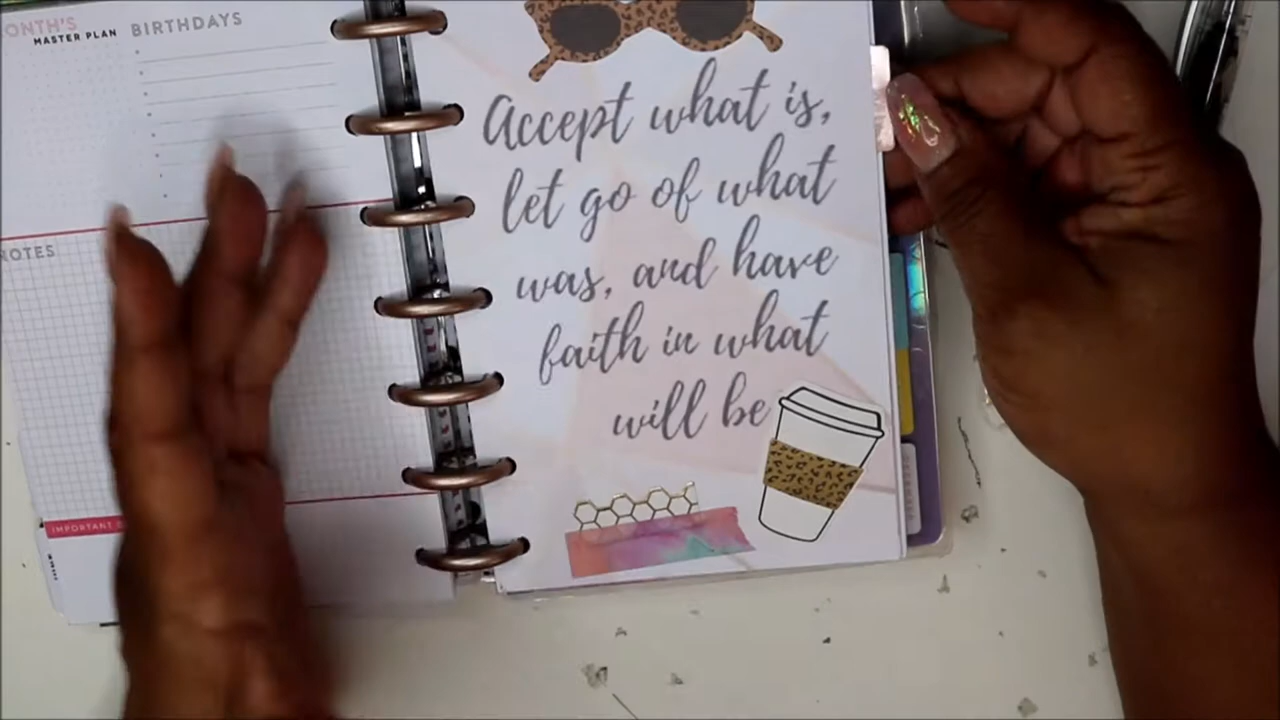 ONTH'S
MASTER PLAN
BIRTHDAYS
NOTES
IMPORTANT
Accept what is,
let go of what
was, and have
faith in what
will be